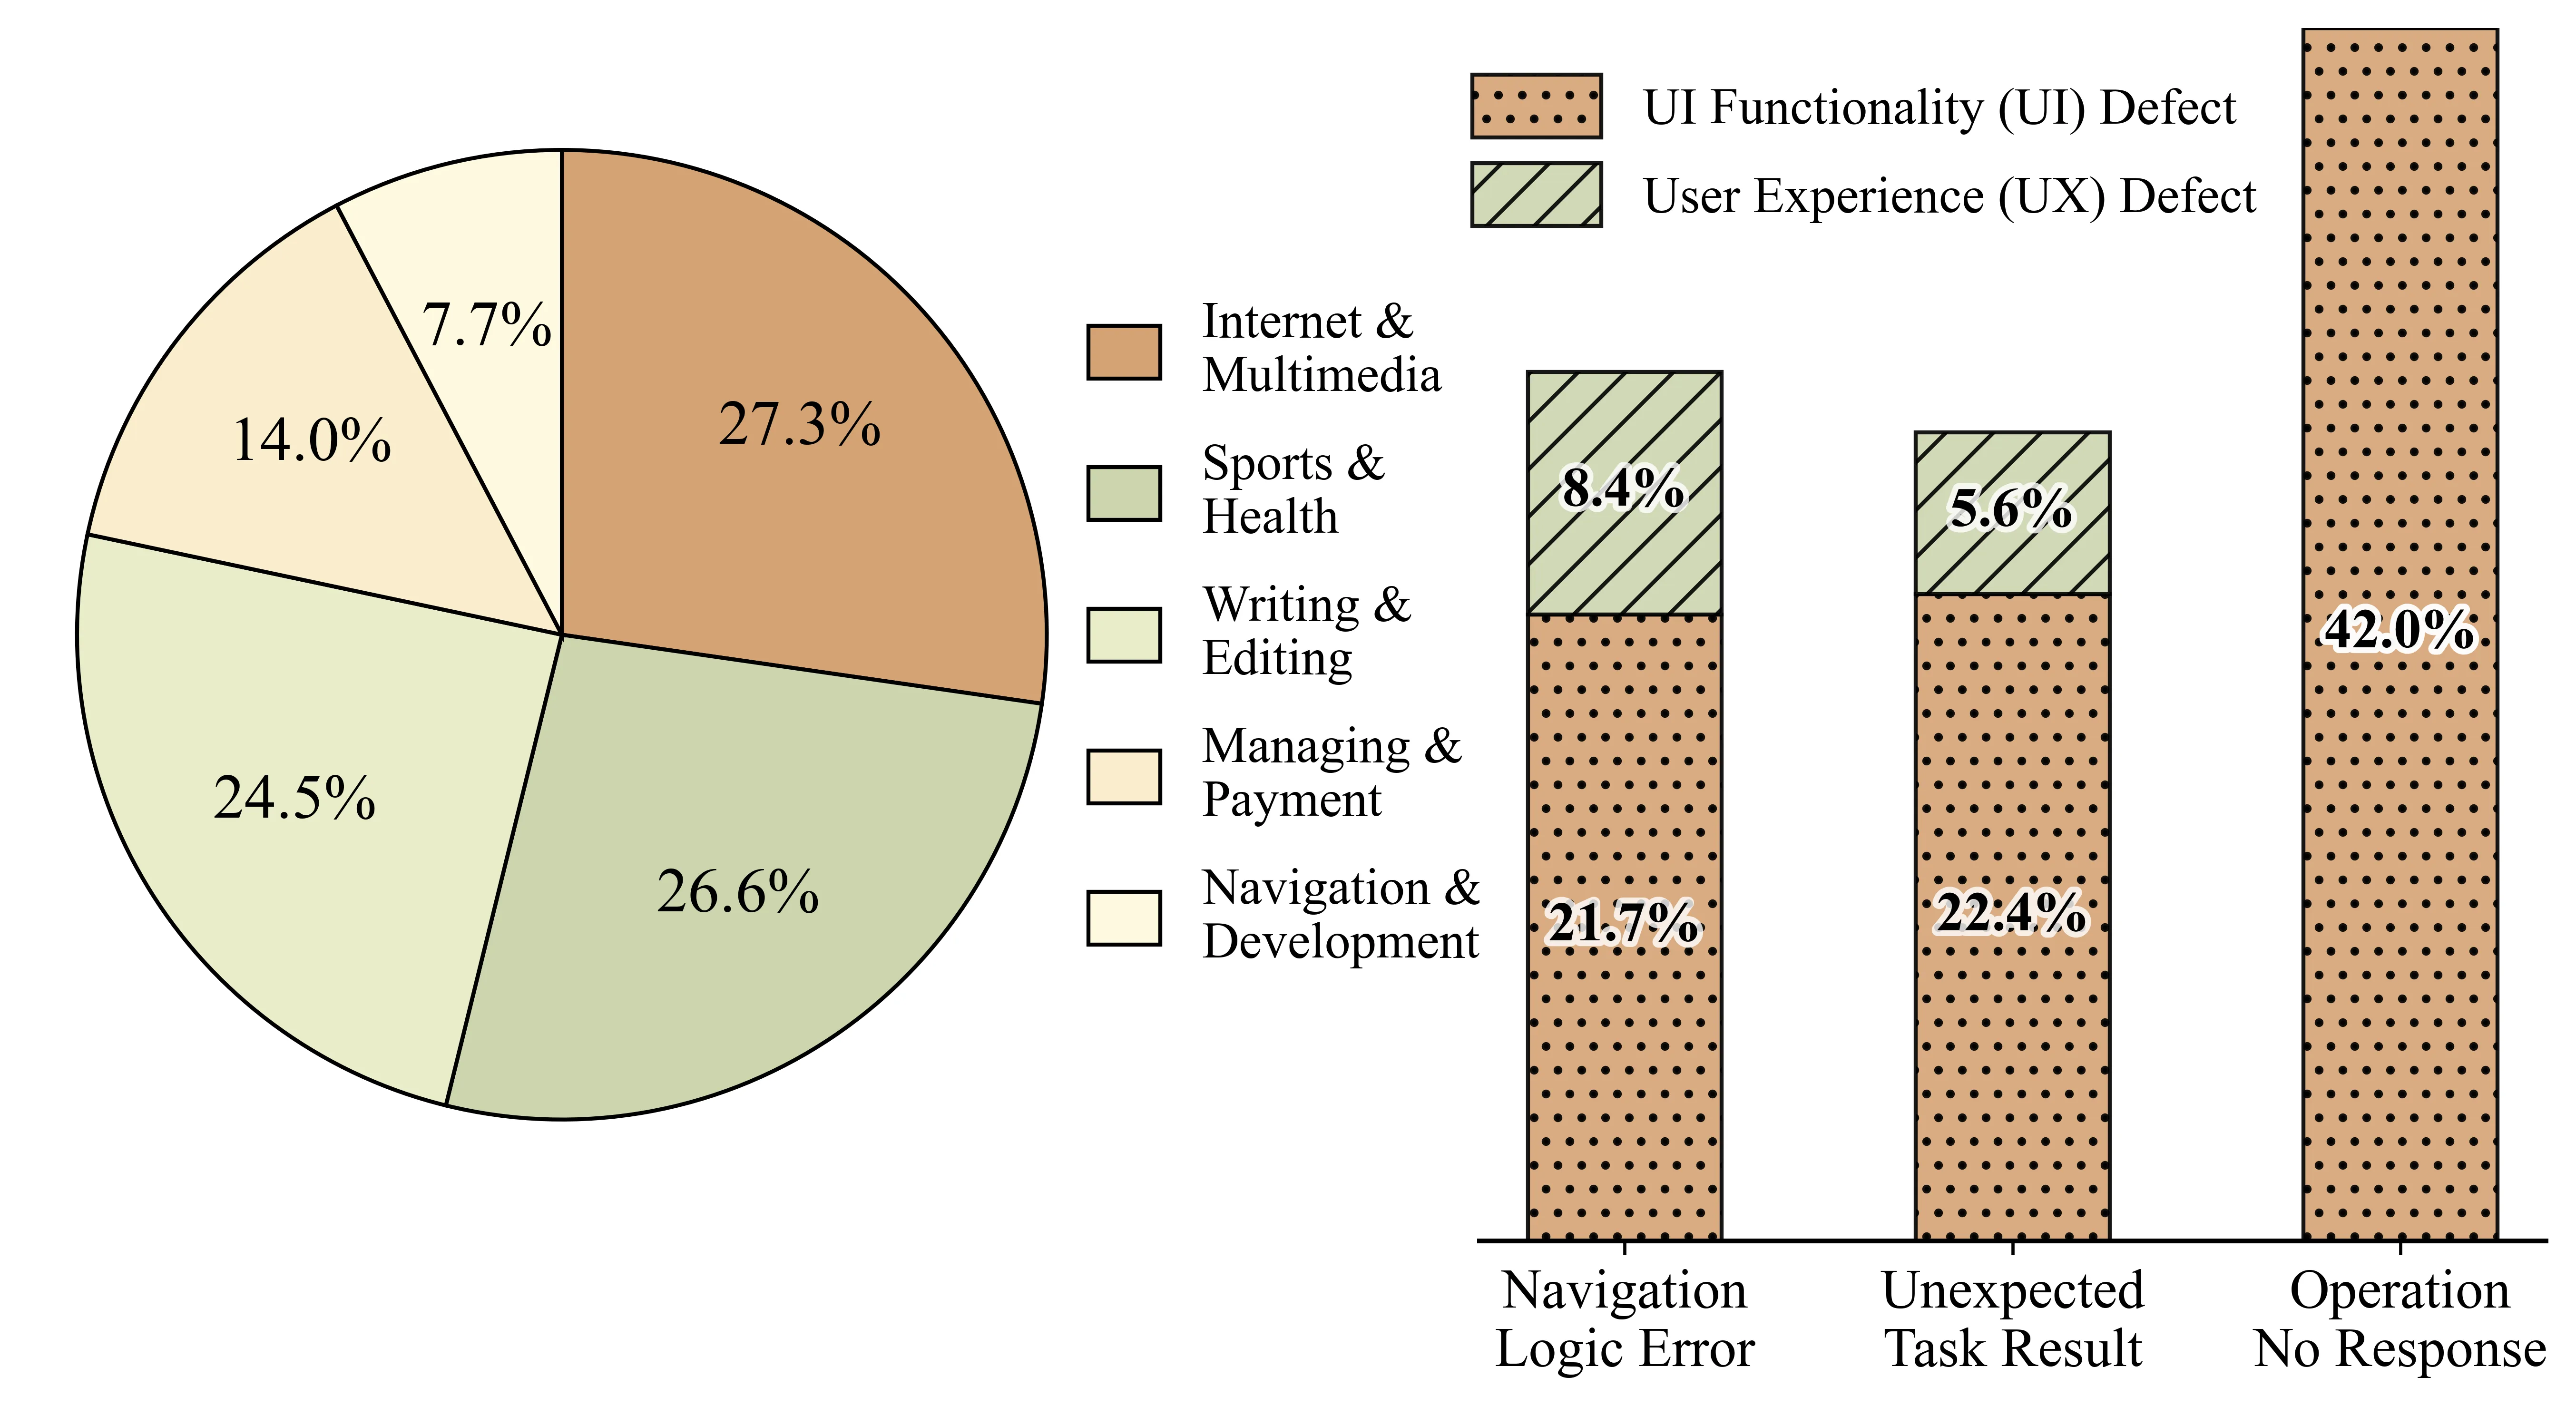 7.7%
27.3%
14.0%
24.5%
26.6%
Internet &
Multimedia
Sports &
Health
Writing &
Editing
Managing &
Payment
Navigation &
Development
UI Functionality (UI) Defect
User Experience (UX) Defect
8.4%
5.6%
42.0%
21.7%
22.4%
Navigation
Logic Error
Unexpected
Task Result
Operation
No Response